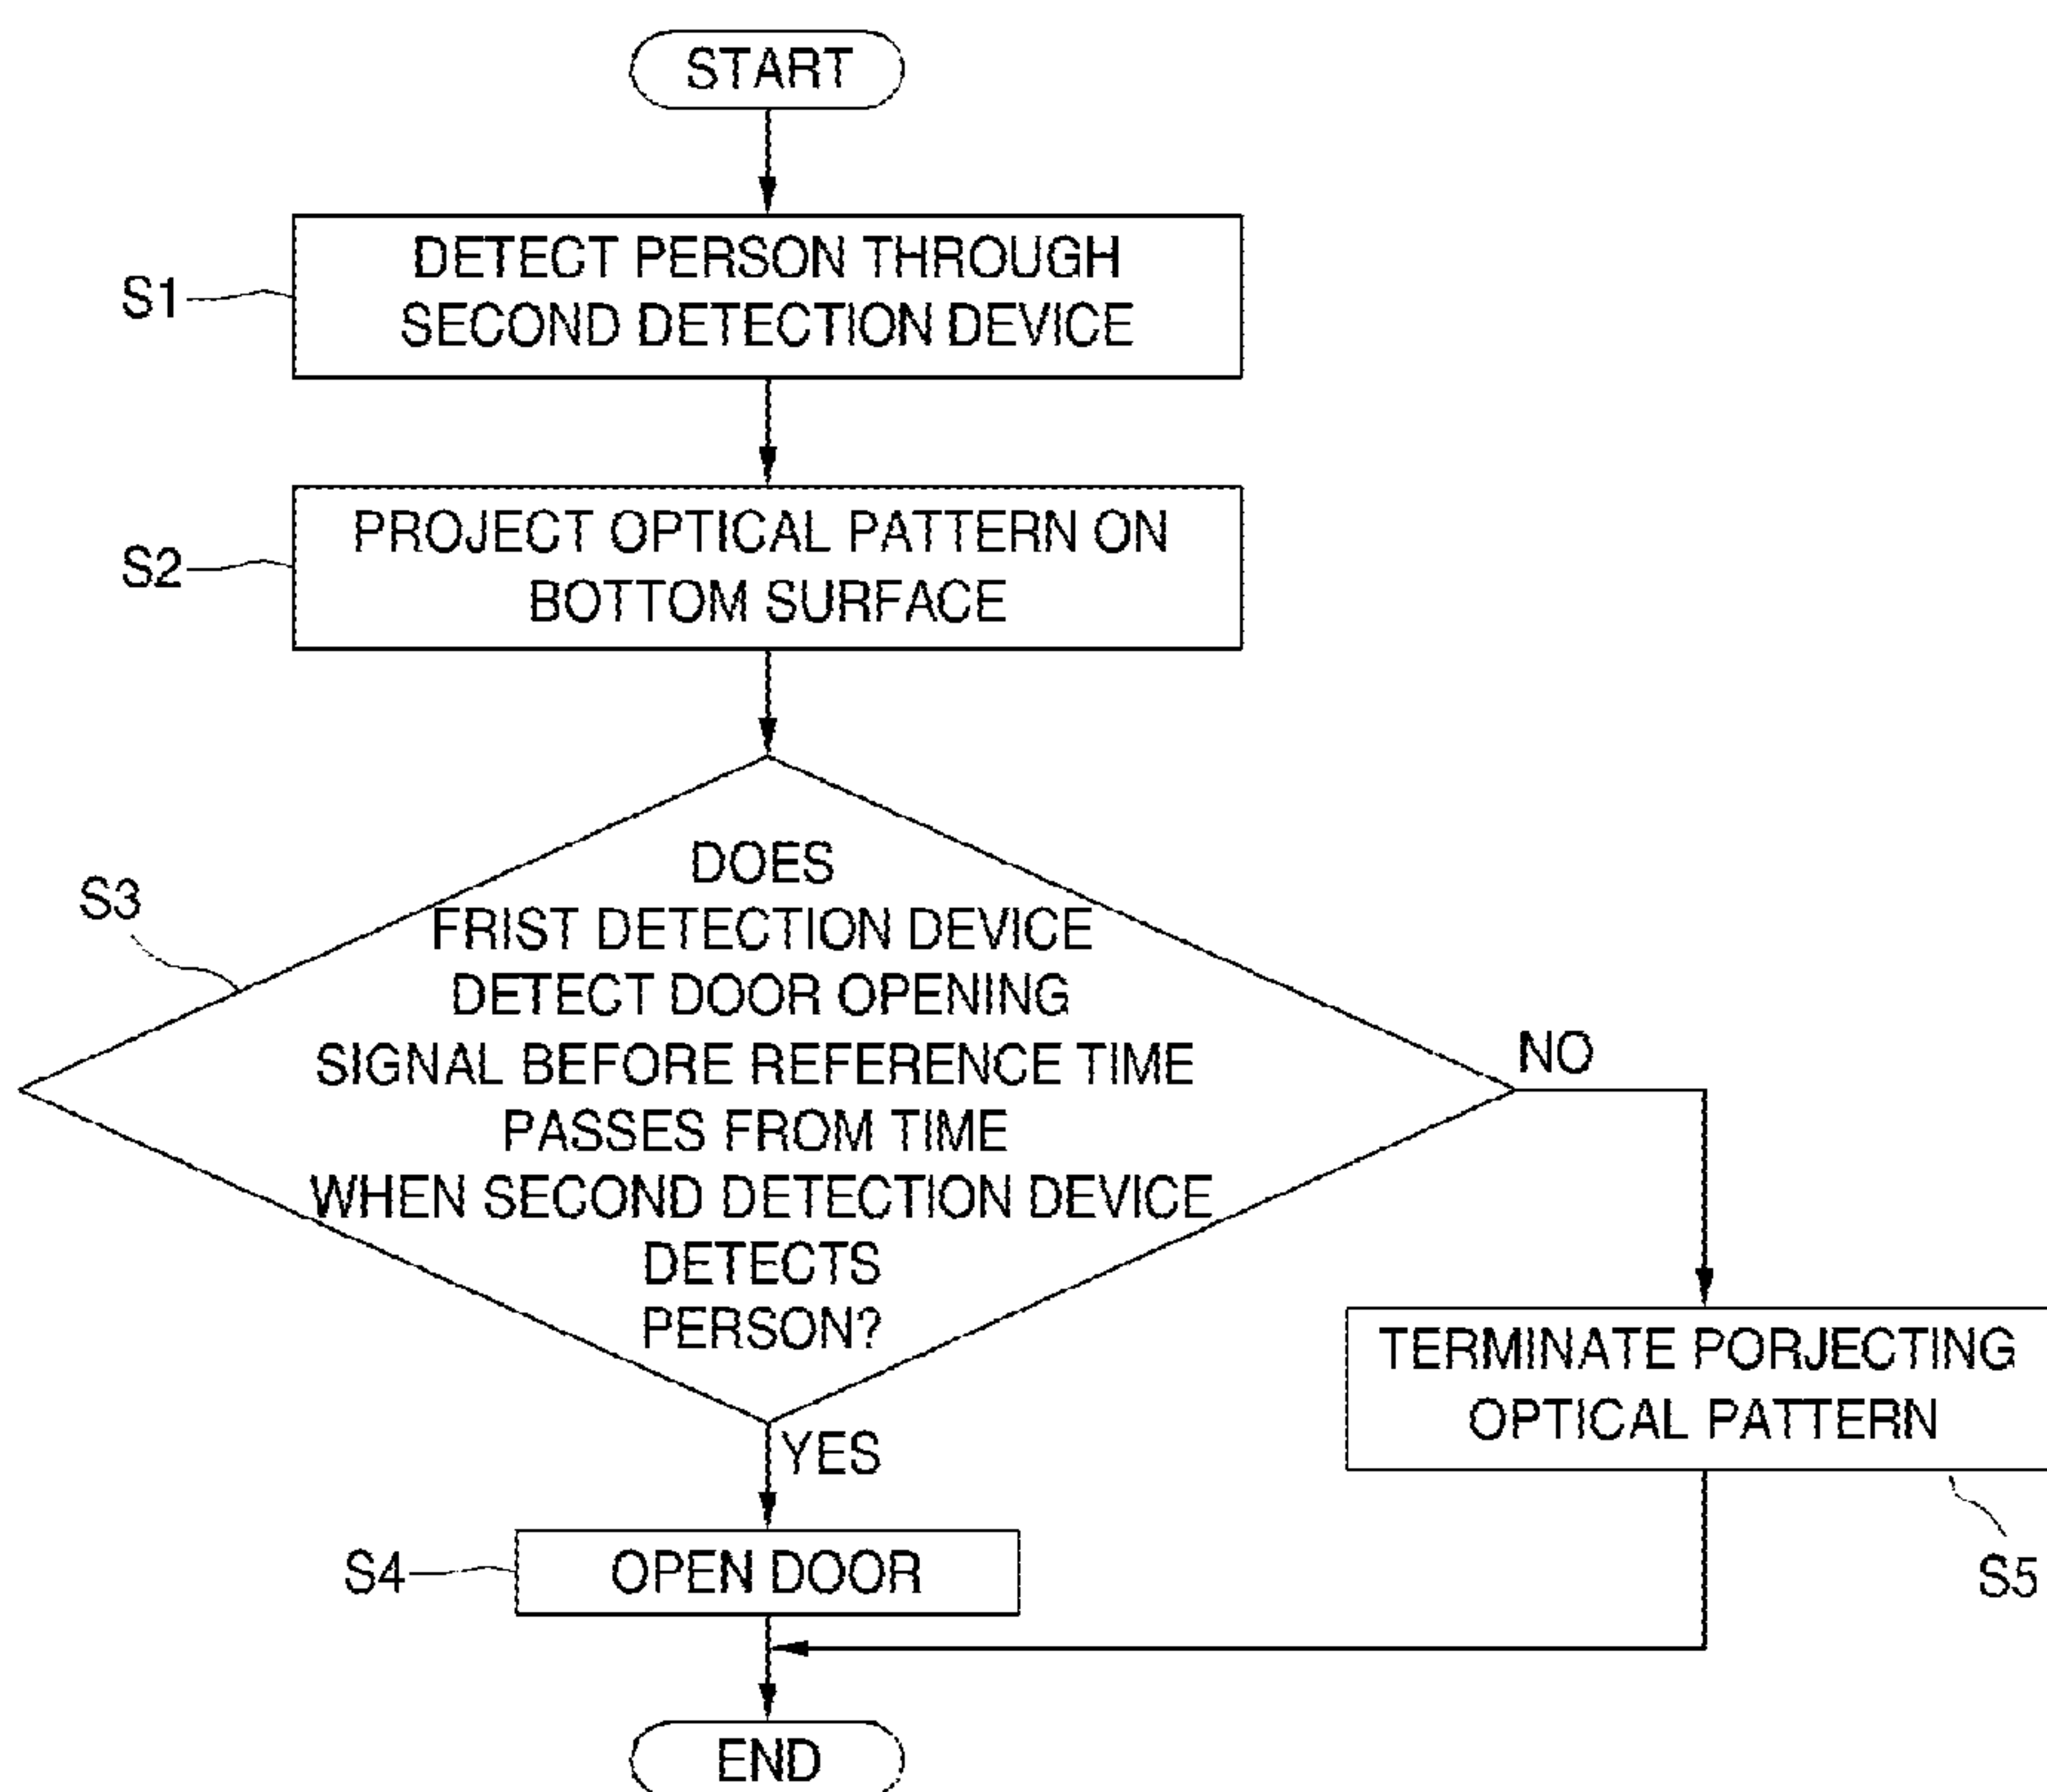 START
S1
DETECT PERSON THROUGH
SECOND DETECTION DEVICE
S2
PROJECT OPTICAL PATTERN ON
BOTTOM SURFACE
S3
DOES
FRIST DETECTION DEVICE
DETECT DOOR OPENING
SIGNAL BEFORE REFERENCE TIME
PASSES FROM TIME
WHEN SECOND DETECTION DEVICE
DETECTS
PERSON?
NO
TERMINATE PORJECTING
OPTICAL PATTERN
S5
YES
S4
OPEN DOOR
END